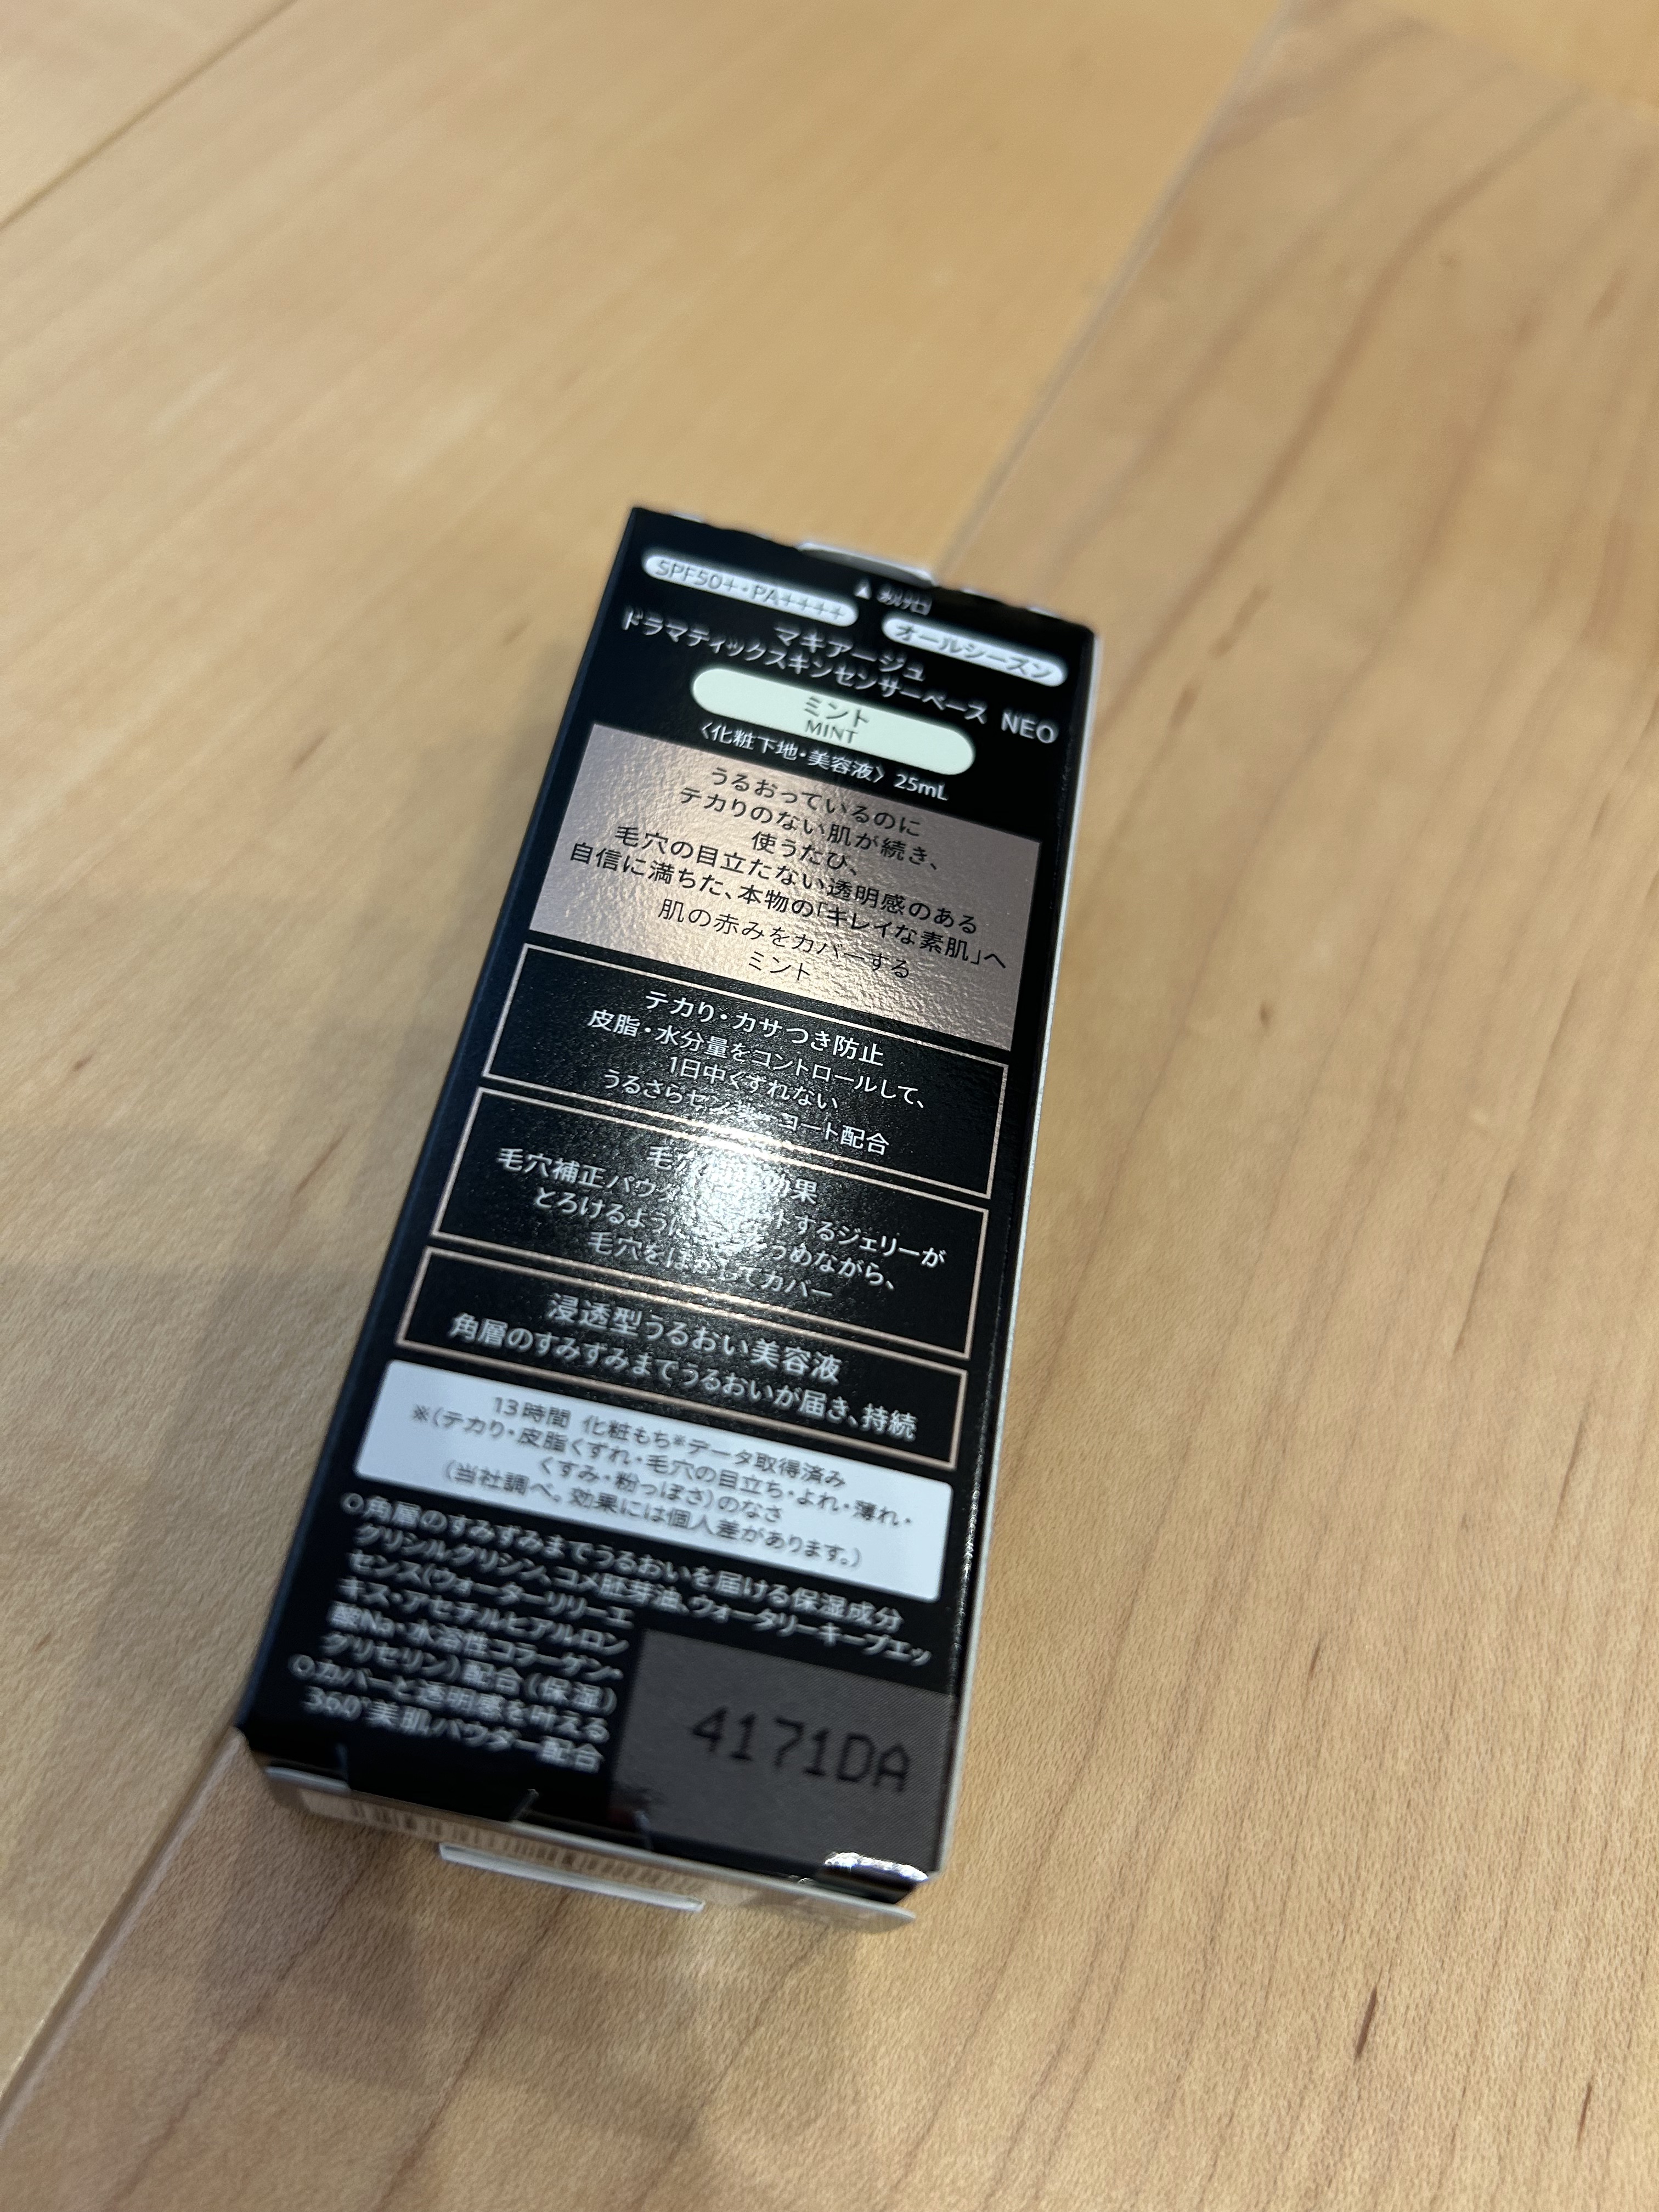 ▲ 開口
SPF50+・PA++++ オールシーズン
マキアージュ
ドラマティックスキンセンサーベース NEO
ミント
MINT
〈化粧下地・美容液〉 25mL
うるおっているのに
テカりのない肌が続き、
使うたび、
毛穴の目立たない透明感のある
自信に満ちた、本物の「キレイな素肌」へ
肌の赤みをカバーする
ミント
テカり・カサつき防止
皮脂・水分量をコントロールして、
1日中くずれない
うるさらセンサーコート配合
毛穴 効果
毛穴補正パウダー するジェリーが
とろけるように うめながら、
毛穴をぼかしてカバー
浸透型うるおい美容液
角層のすみずみまでうるおいが届き、持続
13時間 化粧もち※データ取得済み
※(テカり・皮脂くずれ・毛穴の目立ち・よれ・薄れ・
くすみ・粉っぽさ)のなさ
(当社調べ。効果には個人差があります。)
○角層のすみずみまでうるおいを届ける保湿成分
グリシルグリシン、コメ胚芽油、ウォータリーキープエッ
センス(ウォーターリリーエ
キス・アセチルヒアルロン
酸Na・水溶性コラーゲン・
グリセリン)配合(保湿)
○カバーと透明感を叶える
360°美肌パウダー配合
4171DA